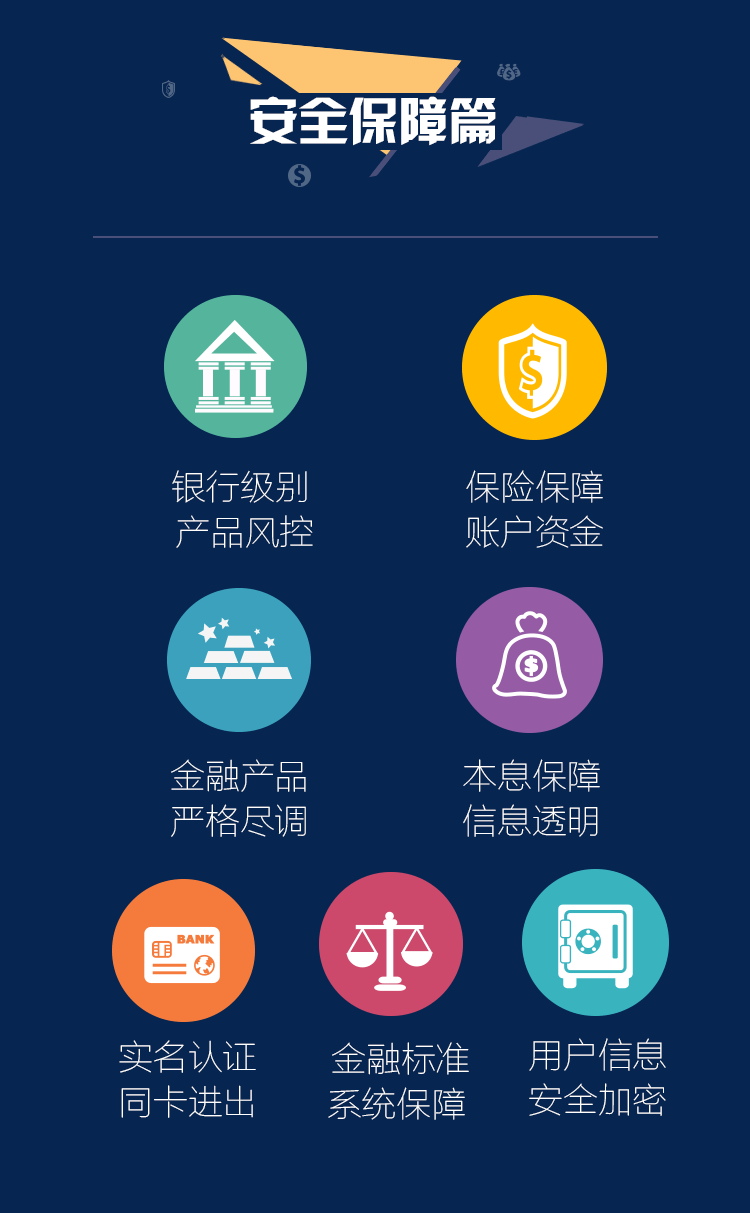 安全保障篇
银行级别
产品风控
保险保障
账户资金
金融产品
严格尽调
本息保障
信息透明
BANK
实名认证
同卡进出
金融标准
系统保障
用户信息
安全加密